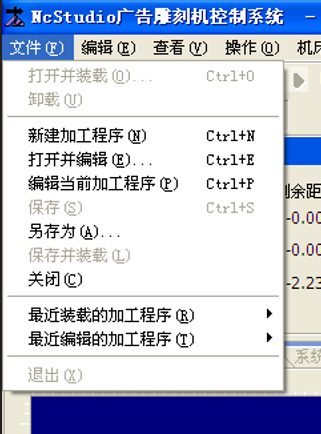 NcStudio广告雕刻机控制系统 -
文件(F) 编辑(E) 查看(V) 操作(O) 机床
打开并装载(O)... Ctrl+O
卸载(U)
新建加工程序(N) Ctrl+N
打开并编辑(E)... Ctrl+E
编辑当前加工程序(P) Ctrl+P
保存(S) Ctrl+S
剩余距
另存为(A)... -0.00
保存并装载(L) -0.00
关闭(C) -2.23
最近装载的加工程序(R)
最近编辑的加工程序(T)
系统
退出(X)